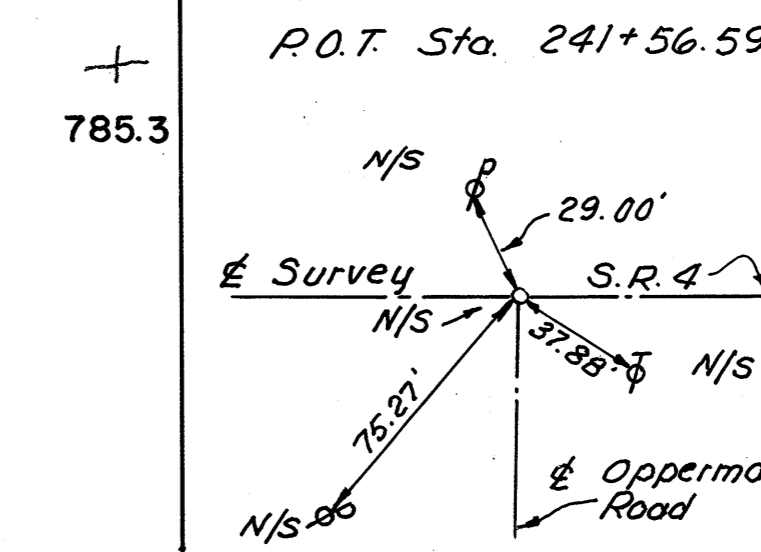 P.O.T. Sta. 241+56.59
785.3
N/S
P
29.00'
℄ Survey
S.R. 4
N/S
37.88'
T
N/S
75.27'
℄ Opperma
Road
N/S